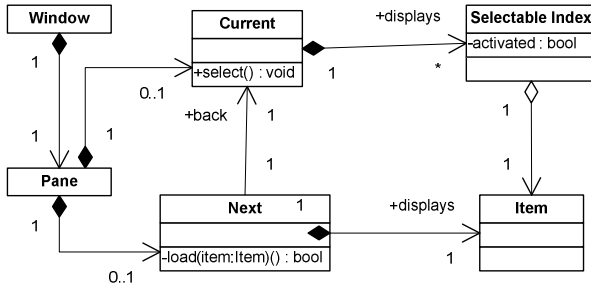 Window
Current
+displays
Selectable Index
-activated : bool
+select() : void
1
1
*
1
0..1
+back
1
1
1
1
1
1
Pane
1
Next
1
+displays
Item
-load(item:Item)() : bool
0..1
1